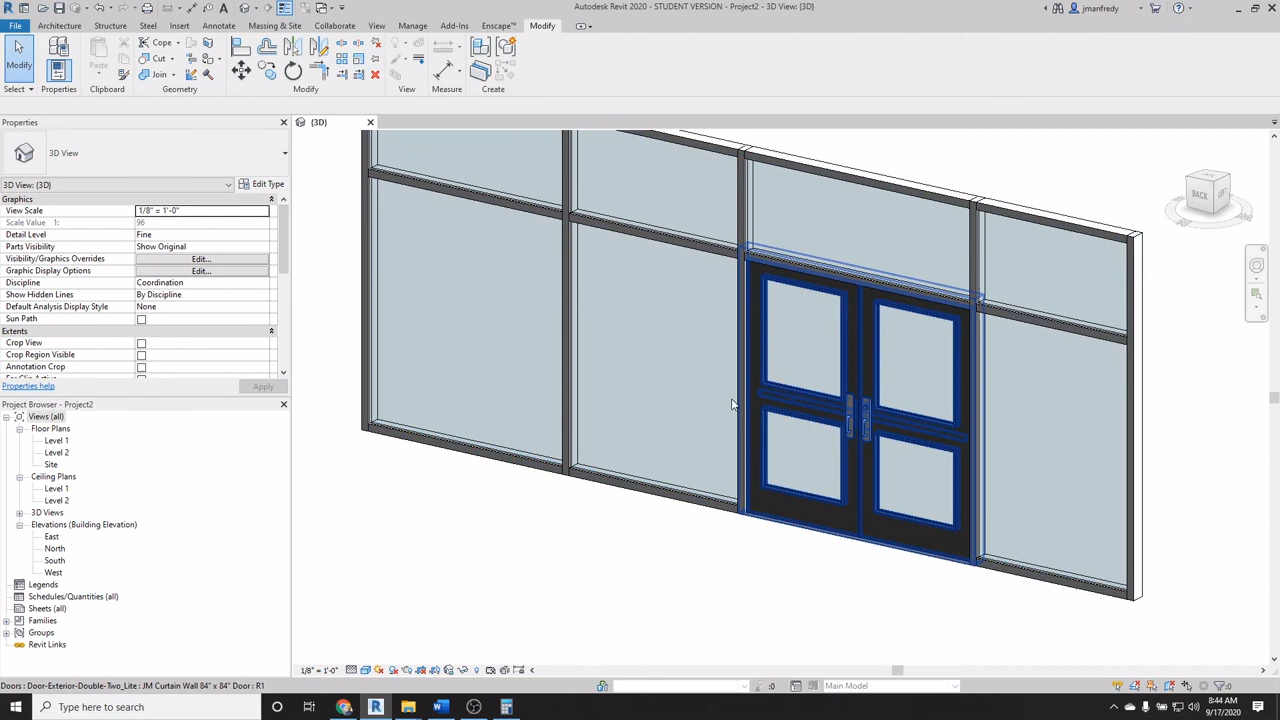 Autodesk Revit 2020 - STUDENT VERSION - Project2 - 3D View: {3D}
jmanfredy
File
Architecture
Structure
Steel
Insert
Annotate
Massing & Site
Collaborate
View
Manage
Add-Ins
Enscape™
Modify
Modify
Paste
Cope
Cut
Join
Select
Properties
Clipboard
Geometry
Modify
View
Measure
Create
Properties
{3D}
3D View
3D View: {3D}
Edit Type
Graphics
View Scale 1/8" = 1'-0"
Scale Value 1: 96
Detail Level Fine
Parts Visibility Show Original
Visibility/Graphics Overrides Edit...
Graphic Display Options Edit...
Discipline Coordination
Show Hidden Lines By Discipline
Default Analysis Display Style None
Sun Path
Extents
Crop View
Crop Region Visible
Annotation Crop
Properties help
Apply
Project Browser - Project2
Views (all)
Floor Plans
Level 1
Level 2
Site
Ceiling Plans
Level 1
Level 2
3D Views
Elevations (Building Elevation)
East
North
South
West
Legends
Schedules/Quantities (all)
Sheets (all)
Families
Groups
Revit Links
BACK
LEFT
1/8" = 1'-0"
Doors : Door-Exterior-Double-Two_Lite : JM Curtain Wall 84" x 84" Door : R1
:0
Main Model
:0
Type here to search
8:44 AM
9/17/2020